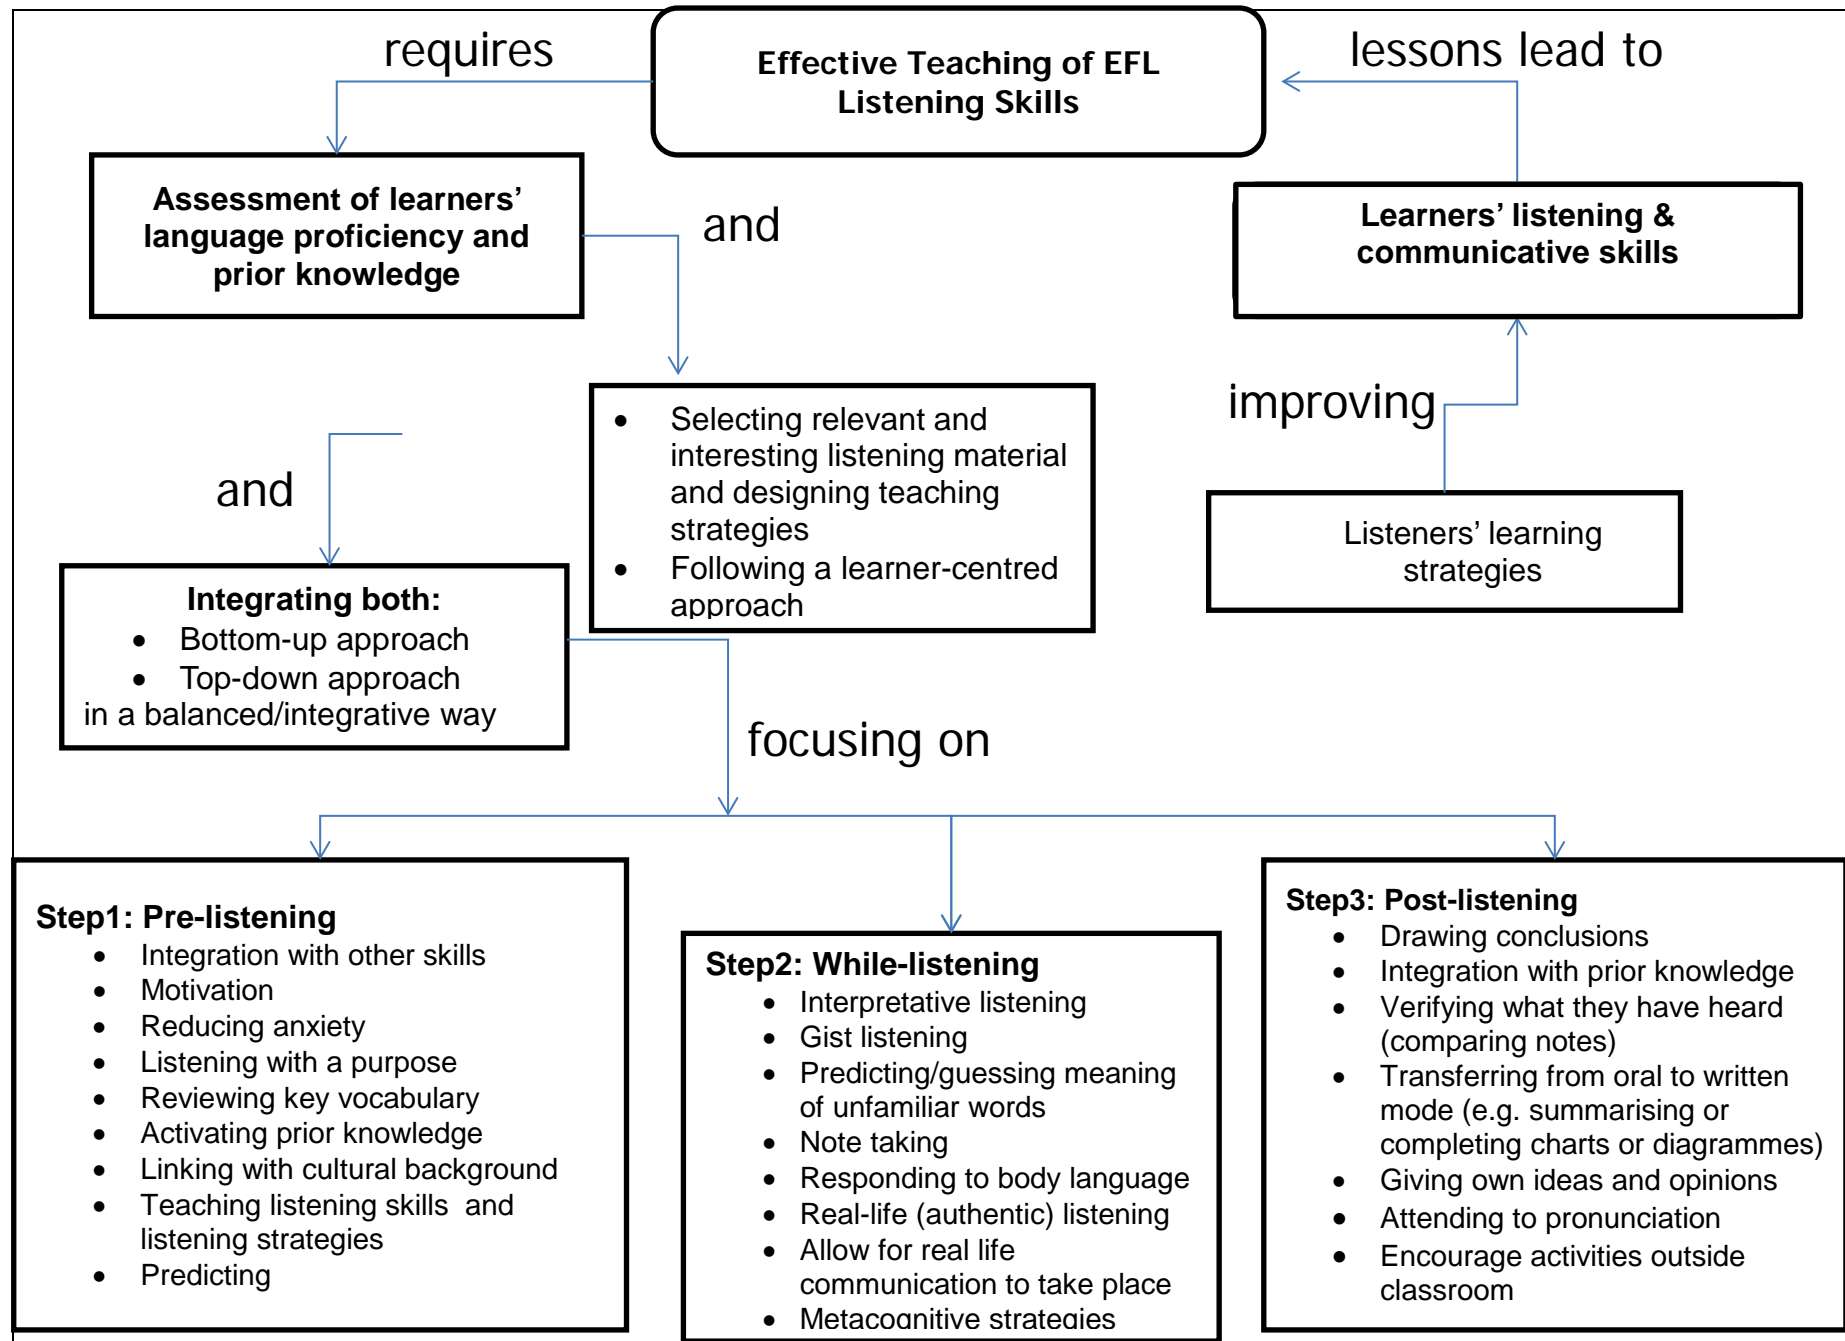 requires
Effective Teaching of EFL
Listening Skills
lessons lead to
Assessment of learners’
language proficiency and
prior knowledge
and
Learners’ listening &
communicative skills
• Selecting relevant and
interesting listening material
and designing teaching
strategies
• Following a learner-centred
approach
improving
and
Listeners’ learning
strategies
Integrating both:
• Bottom-up approach
• Top-down approach
in a balanced/integrative way
focusing on
Step1: Pre-listening
• Integration with other skills
• Motivation
• Reducing anxiety
• Listening with a purpose
• Reviewing key vocabulary
• Activating prior knowledge
• Linking with cultural background
• Teaching listening skills and
listening strategies
• Predicting
Step2: While-listening
• Interpretative listening
• Gist listening
• Predicting/guessing meaning
of unfamiliar words
• Note taking
• Responding to body language
• Real-life (authentic) listening
• Allow for real life
communication to take place
• Metacognitive strategies
Step3: Post-listening
• Drawing conclusions
• Integration with prior knowledge
• Verifying what they have heard
(comparing notes)
• Transferring from oral to written
mode (e.g. summarising or
completing charts or diagrammes)
• Giving own ideas and opinions
• Attending to pronunciation
• Encourage activities outside
classroom